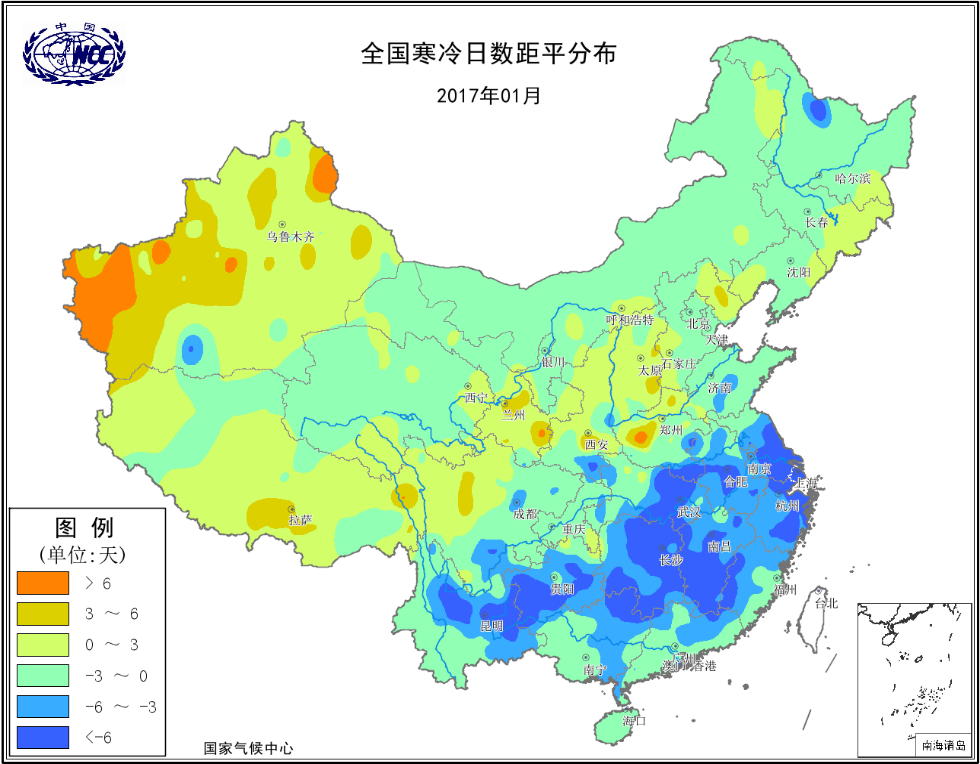 中 国
NCC
全国寒冷日数距平分布
2017年01月
哈尔滨
长春
乌鲁木齐
沈阳
呼和浩特
北京
天津
银川
太原
石家庄
西宁
济南
兰州
西安
郑州
南京
合肥
上海
拉萨
成都
武汉
杭州
重庆
南昌
长沙
贵阳
福州
台北
昆明
南宁
广州
澳门
香港
海口
图 例
(单位:天)
> 6
3 ～ 6
0 ～ 3
-3 ～ 0
-6 ～ -3
<-6
南海诸岛
国家气候中心